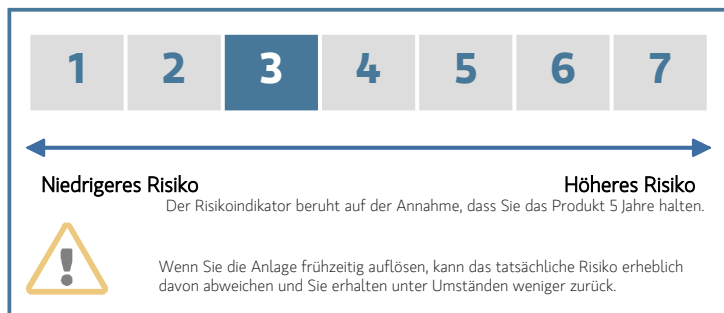 1 2 3 4 5 6 7
Niedrigeres Risiko Höheres Risiko
Der Risikoindikator beruht auf der Annahme, dass Sie das Produkt 5 Jahre halten.
Wenn Sie die Anlage frühzeitig auflösen, kann das tatsächliche Risiko erheblich
davon abweichen und Sie erhalten unter Umständen weniger zurück.